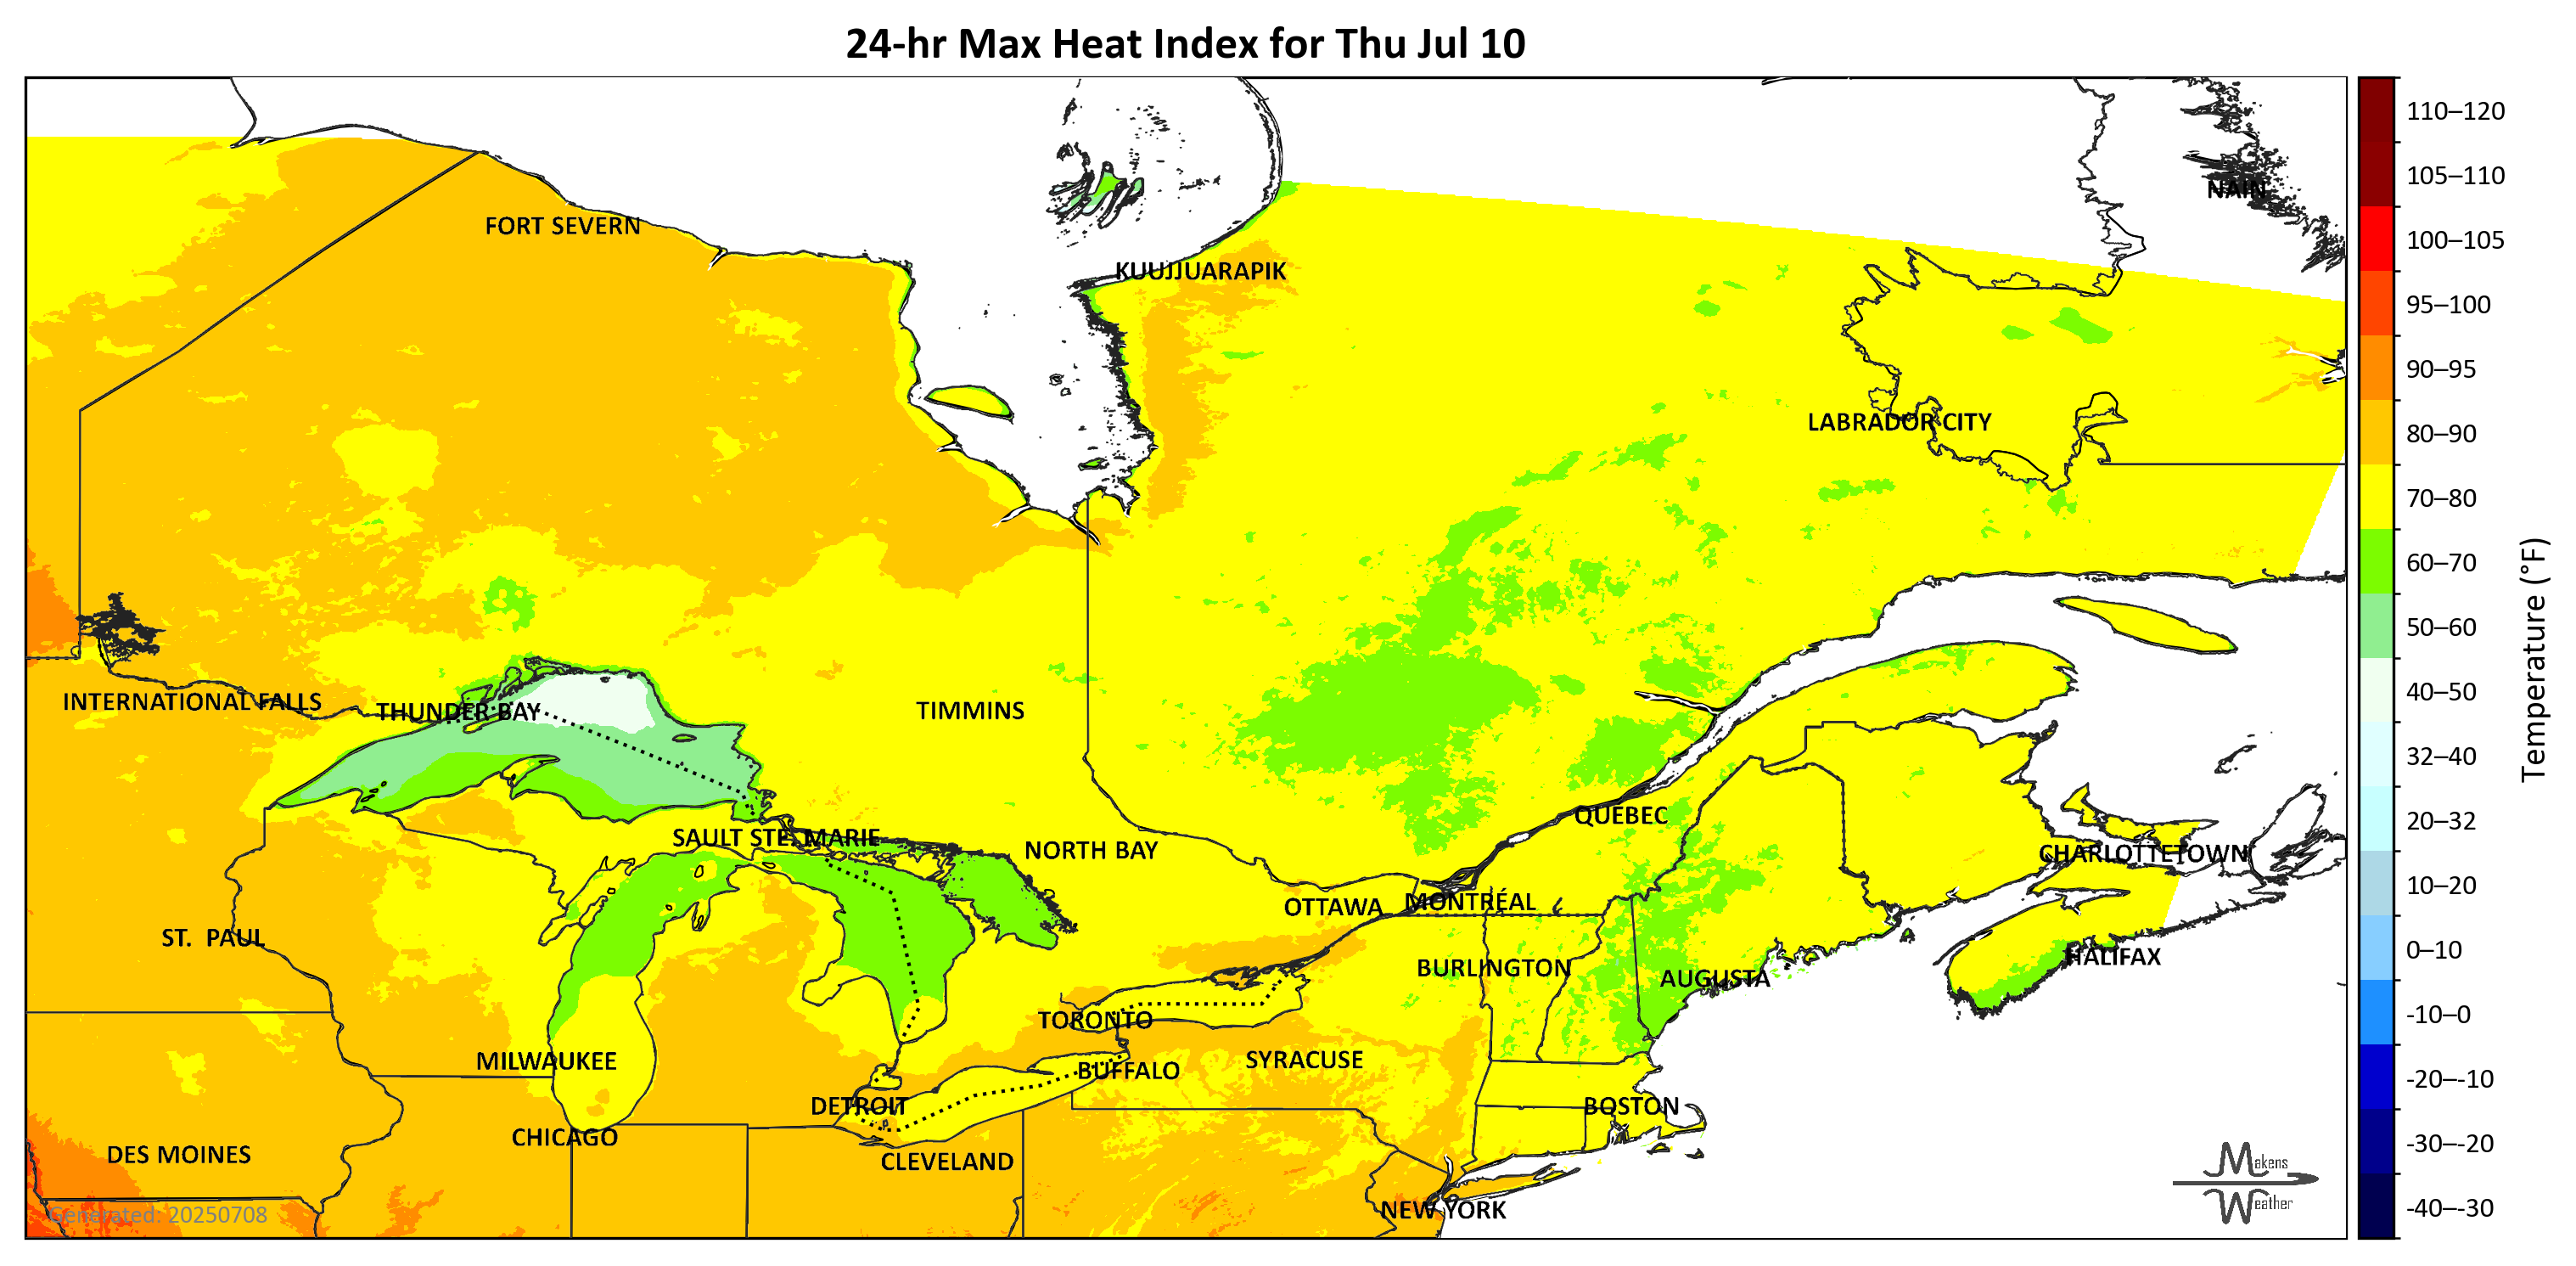 24-hr Max Heat Index for Thu Jul 10
NAIN
FORT SEVERN
KUUJJUARAPIK
LABRADOR CITY
INTERNATIONAL FALLS
THUNDER BAY
TIMMINS
QUEBEC
SAULT STE. MARIE
NORTH BAY
CHARLOTTETOWN
OTTAWA
MONTRÉAL
ST. PAUL
HALIFAX
BURLINGTON
AUGUSTA
TORONTO
MILWAUKEE
SYRACUSE
BUFFALO
DETROIT
BOSTON
CHICAGO
DES MOINES
CLEVELAND
NEW YORK
Generated: 20250708
Makens
Weather
110–120
105–110
100–105
95–100
90–95
80–90
70–80
60–70
50–60
40–50
32–40
20–32
10–20
0–10
-10–0
-20–-10
-30–-20
-40–-30
Temperature (°F)